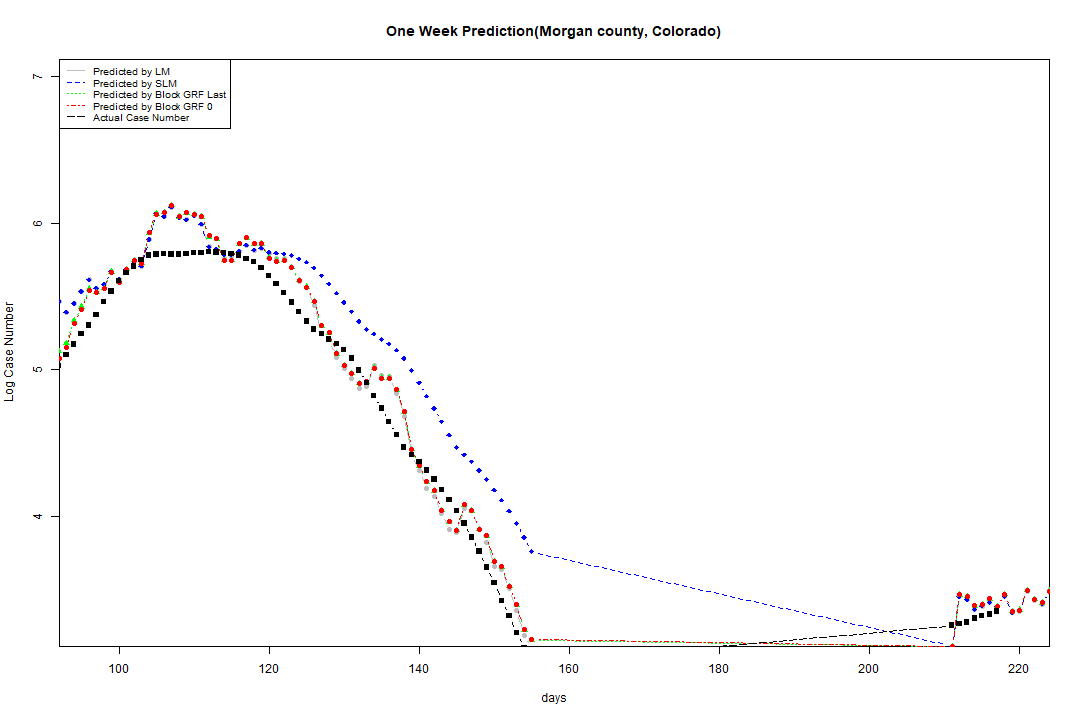 One Week Prediction(Morgan county, Colorado)
Predicted by LM
Predicted by SLM
Predicted by Block GRF Last
Predicted by Block GRF 0
Actual Case Number
7
6
5
4
Log Case Number
100 120 140 160 180 200 220
days